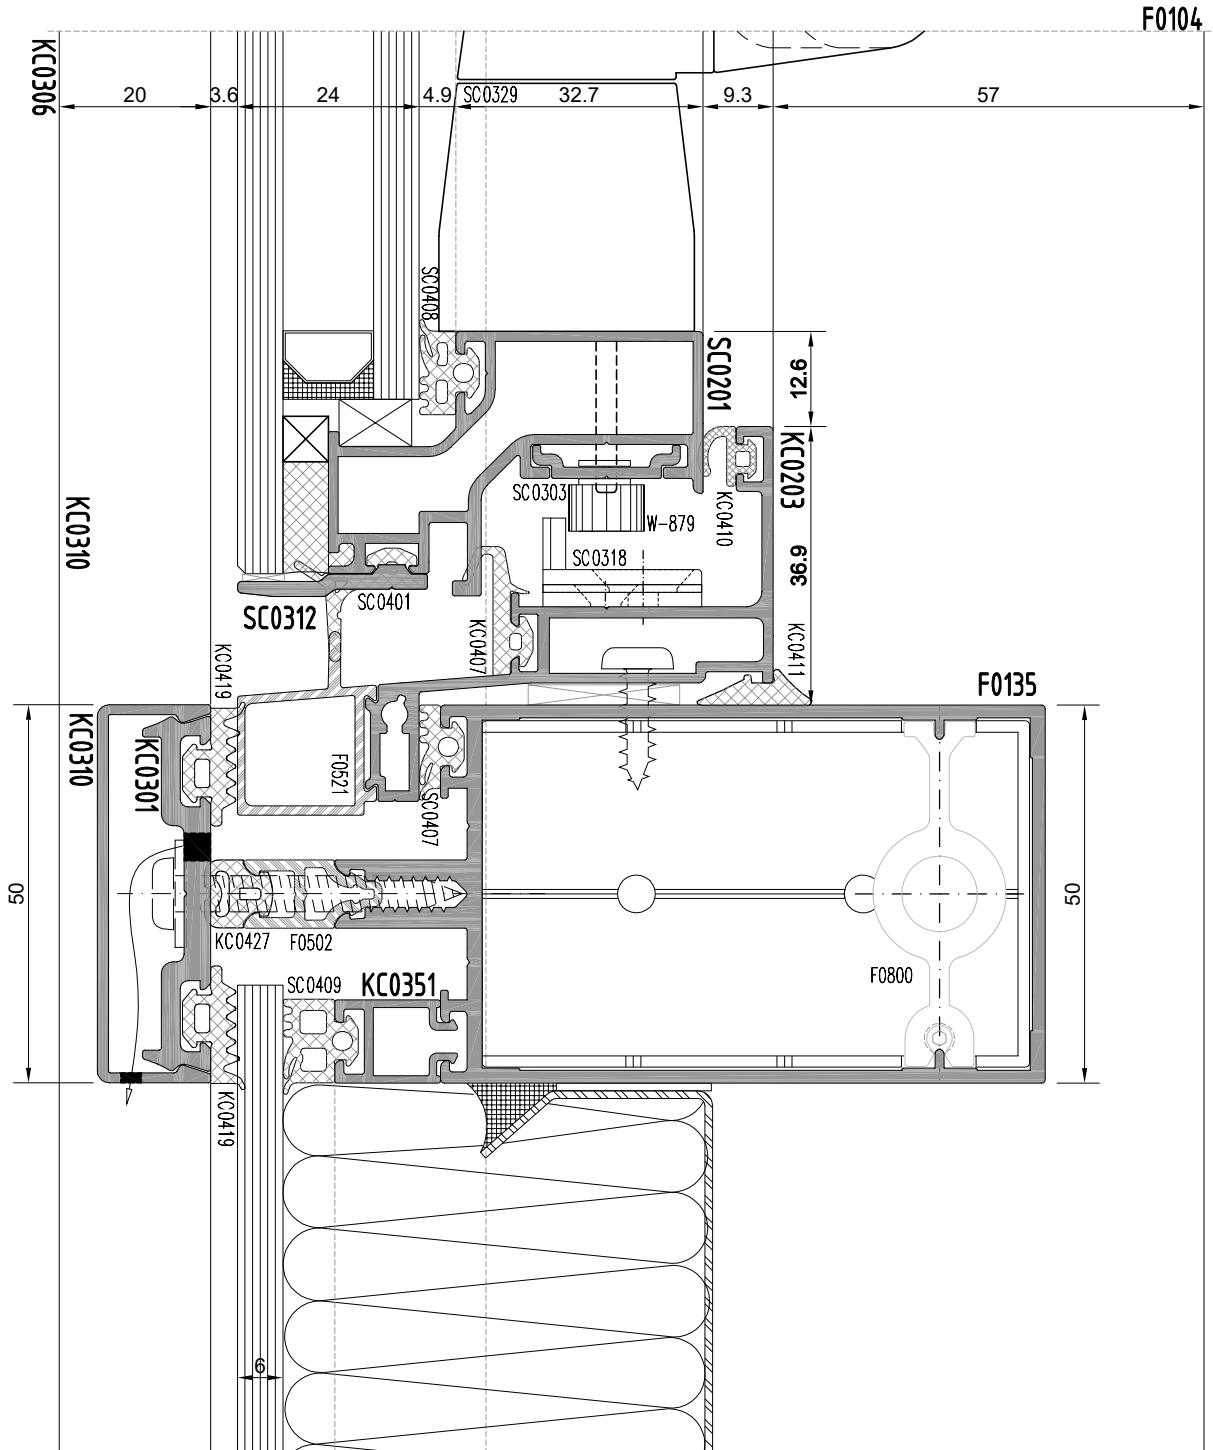 F0104
KC0306
20
3.6
24
4.9
SC0329
32.7
9.3
57
SC0408
SC0201
12.6
KC0203
KC0310
SC0303
W-879
KC0410
36.9
SC0318
SC0401
SC0312
KC0407
KC0411
KC0419
F0135
KC0310
KC0301
F0521
SC0407
50
50
KC0427
F0502
F0800
SC0409
KC0351
KC0419
6